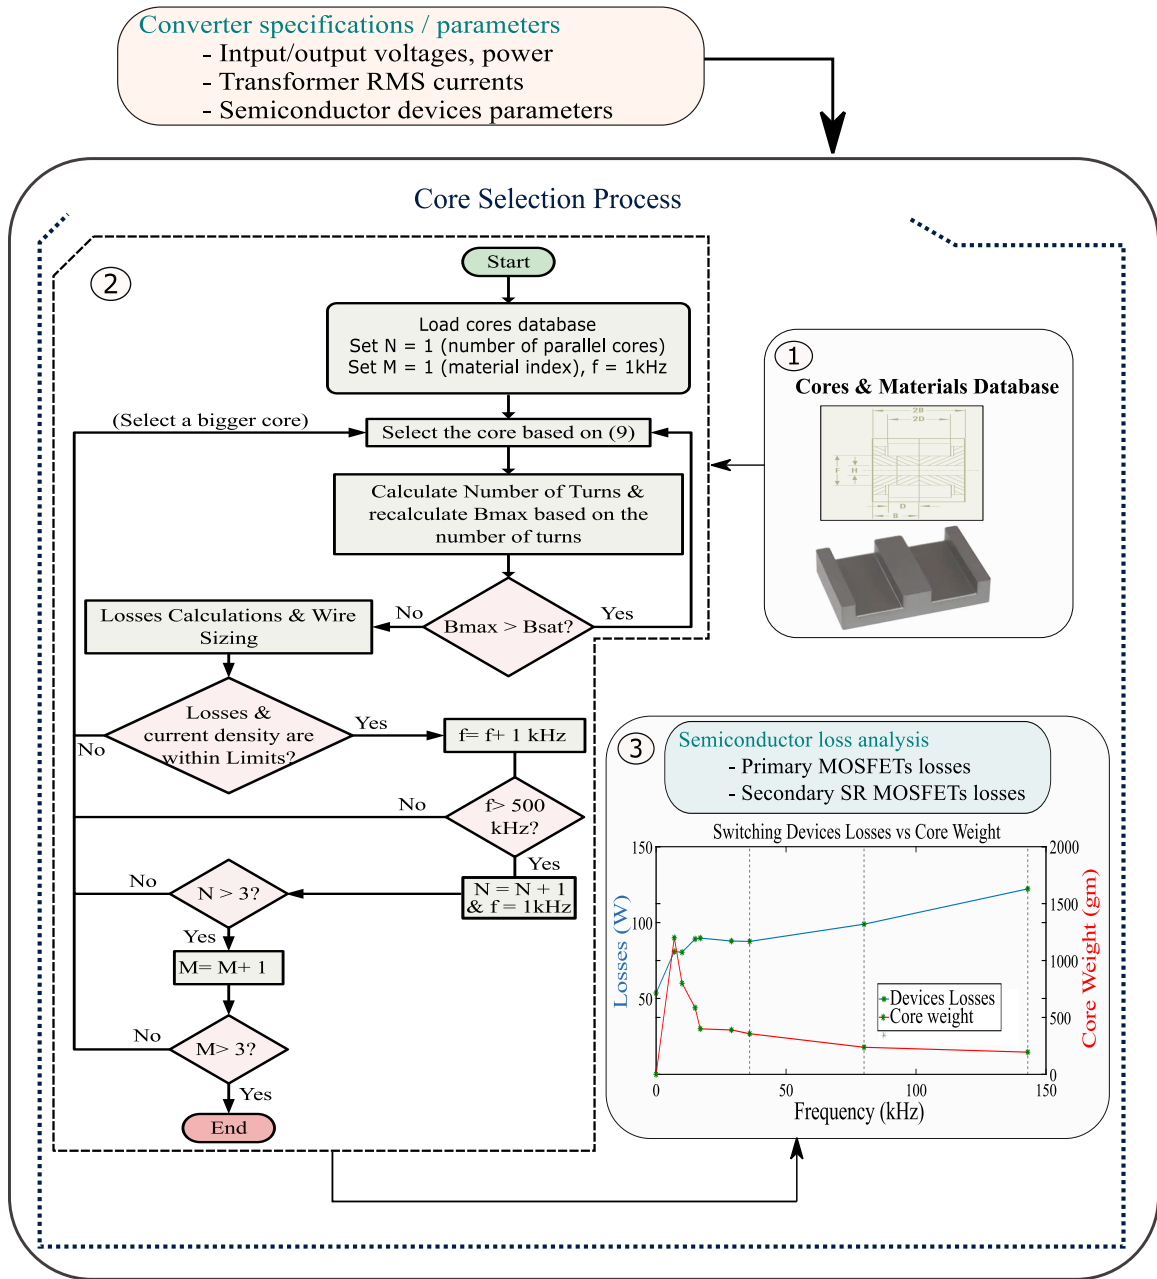 Converter specifications / parameters
- Intput/output voltages, power
- Transformer RMS currents
- Semiconductor devices parameters
Core Selection Process
2
Start
Load cores database
Set N = 1 (number of parallel cores)
Set M = 1 (material index), f = 1kHz
(Select a bigger core)
Select the core based on (9)
Calculate Number of Turns &
recalculate Bmax based on the
number of turns
Bmax > Bsat?
No
Yes
Losses Calculations & Wire
Sizing
Losses &
current density are
within Limits?
No
Yes
f= f+ 1 kHz
f> 500
kHz?
No
Yes
N = N + 1
& f = 1kHz
N > 3?
No
Yes
M= M+ 1
M> 3?
No
Yes
End
1
Cores & Materials Database
2B
2D
F
H
D
B
3
Semiconductor loss analysis
- Primary MOSFETs losses
- Secondary SR MOSFETs losses
Switching Devices Losses vs Core Weight
150
100
50
Losses (W)
2000
1500
1000
500
0
Core Weight (gm)
Devices Losses
Core weight
0
50
100
150
Frequency (kHz)